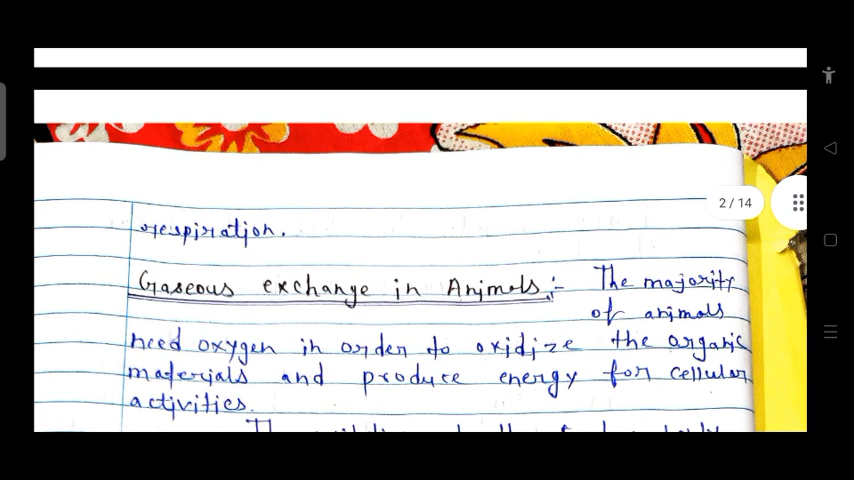 2/14
respiration.
Gaseous exchange in Animals :- The majority
of animals
need oxygen in order to oxidize the organic
materials and produce energy for cellular
activities.